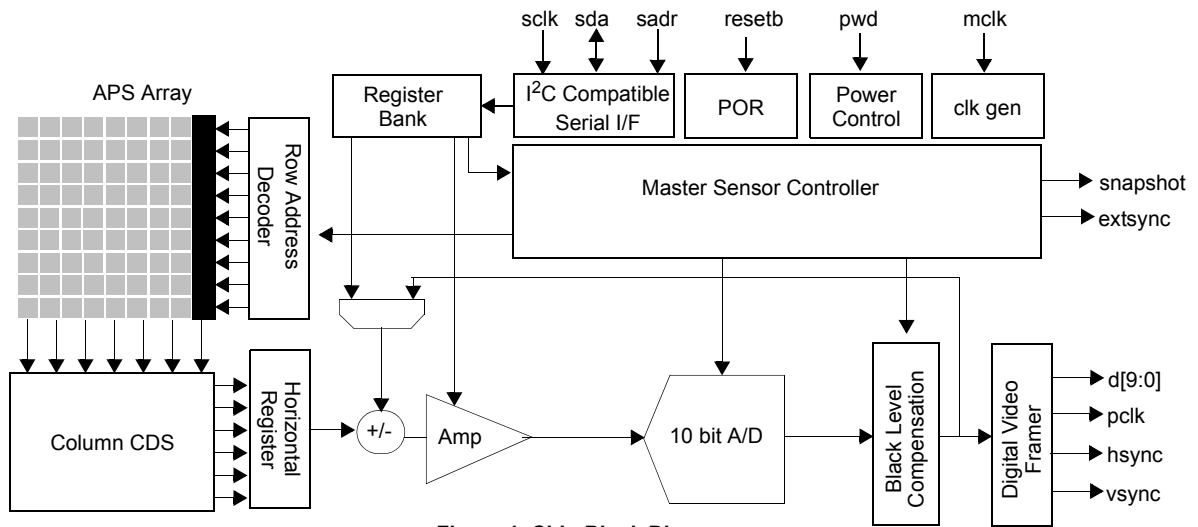 sclk sda sadr resetb pwd mclk
APS Array
Register
Bank
I²C Compatible
Serial I/F
POR
Power
Control
clk gen
Row Address
Decoder
Master Sensor Controller
snapshot
extsync
Column CDS
Horizontal
Register
+/-
Amp
10 bit A/D
Black Level
Compensation
Digital Video
Framer
d[9:0]
pclk
hsync
vsync